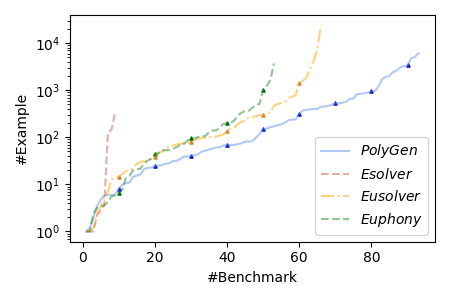 #Example
10⁴
10³
10²
10¹
10⁰
PolyGen
Esolver
Eusolver
Euphony
0 20 40 60 80
#Benchmark